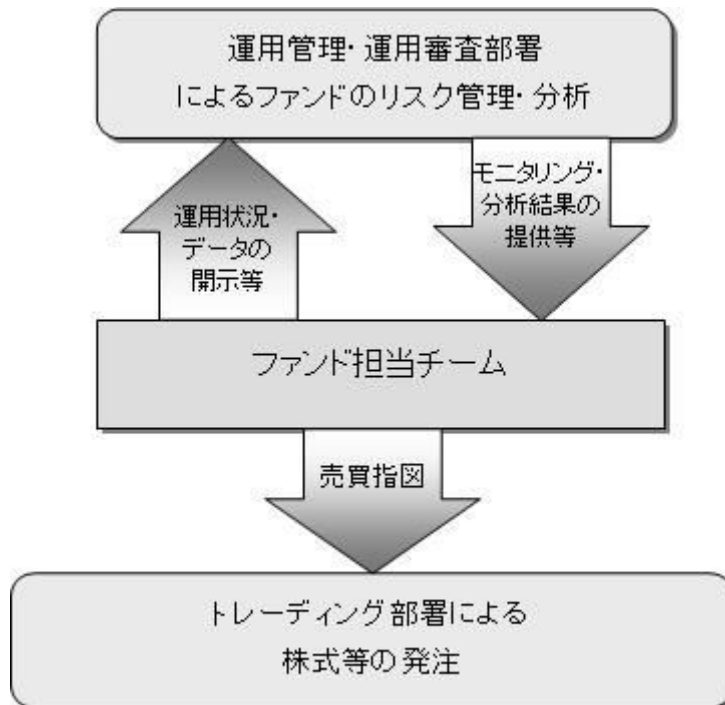 運用管理・運用審査部署
によるファンドのリスク管理・分析
運用状況・
データの
開示等
モニタリング・
分析結果の
提供等
ファンド担当チーム
売買指図
トレーディング部署による
株式等の発注